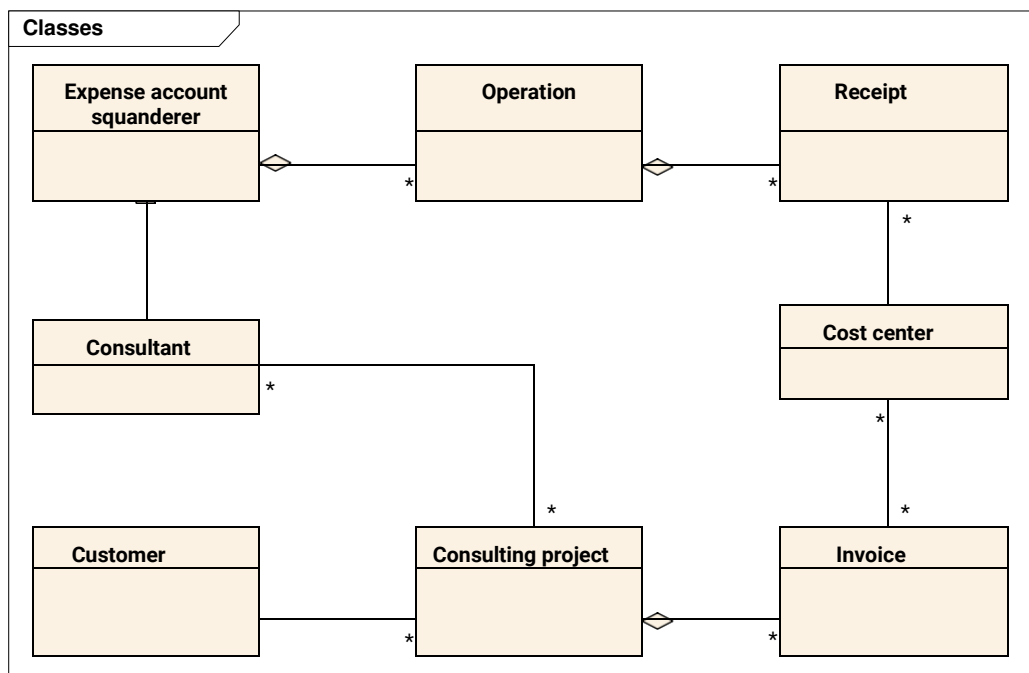 Classes
Expense account
squanderer
Operation
Receipt
*
*
*
Consultant
Cost center
*
*
*
*
Customer
Consulting project
Invoice
*
*